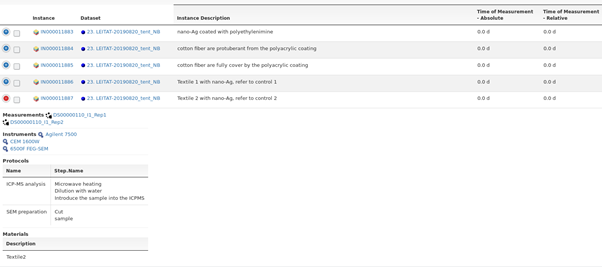 Instance Dataset Instance Description Time of Measurement - Absolute Time of Measurement - Relative
IN000011883 23. LEITAT-20190820_tent_NB nano-Ag coated with polyethylenimine 0.0 d 0.0 d
IN000011884 23. LEITAT-20190820_tent_NB cotton fiber are protuberant from the polyacrylic coating 0.0 d 0.0 d
IN000011885 23. LEITAT-20190820_tent_NB cotton fiber are fully cover by the polyacrylic coating 0.0 d 0.0 d
IN000011886 23. LEITAT-20190820_tent_NB Textile 1 with nano-Ag, refer to control 1 0.0 d 0.0 d
IN000011887 23. LEITAT-20190820_tent_NB Textile 2 with nano-Ag, refer to control 2 0.0 d 0.0 d
Measurements DS00000110_I1_Rep1
DS00000110_I1_Rep2
Instruments Agilent 7500
CEM 1600W
6500F FEG-SEM
Protocols
Name Step.Name
ICP-MS analysis Microwave heating
Dilution with water
Introduce the sample into the ICPMS
SEM preparation Cut
sample
Materials
Description
Textile2